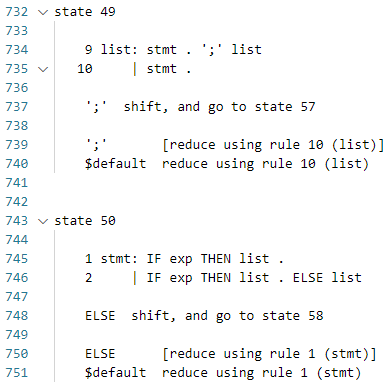 732 state 49
733
734 9 list: stmt . ';' list
735 10 | stmt .
736
737 ';' shift, and go to state 57
738
739 ';' [reduce using rule 10 (list)]
740 $default reduce using rule 10 (list)
741
742
743 state 50
744
745 1 stmt: IF exp THEN list .
746 2 | IF exp THEN list . ELSE list
747
748 ELSE shift, and go to state 58
749
750 ELSE [reduce using rule 1 (stmt)]
751 $default reduce using rule 1 (stmt)